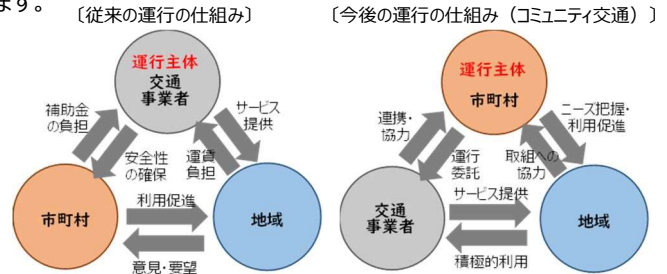 ます。
〔従来の運行の仕組み〕
〔今後の運行の仕組み（コミュニティ交通）〕
運行主体
交通
事業者
補助金
の負担
サービス
提供
安全性
の確保
運賃
負担
市町村
利用促進
地域
意見・要望
運行主体
市町村
連携・
協力
ニーズ把握・
利用促進
運行
委託
取組への
協力
交通
事業者
サービス提供
地域
積極的利用